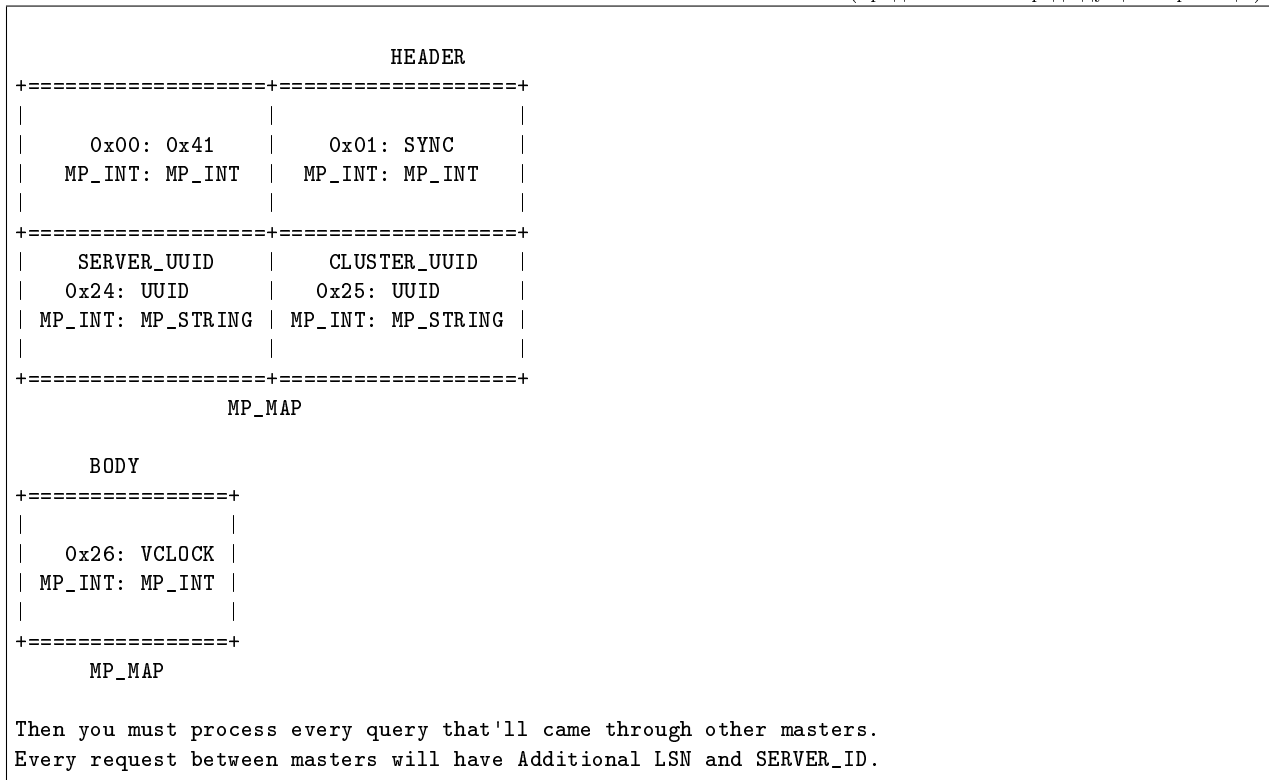 HEADER
+===================+===================+
|                   |                   |
|     0x00: 0x41    |    0x01: SYNC     |
|   MP_INT: MP_INT  |  MP_INT: MP_INT   |
|                   |                   |
+===================+===================+
|    SERVER_UUID    |    CLUSTER_UUID   |
|   0x24: UUID      |   0x25: UUID      |
| MP_INT: MP_STRING | MP_INT: MP_STRING |
|                   |                   |
+===================+===================+
MP_MAP
BODY
+================+
|                |
|   0x26: VCLOCK |
| MP_INT: MP_INT |
|                |
+================+
MP_MAP
Then you must process every query that'll came through other masters.
Every request between masters will have Additional LSN and SERVER_ID.